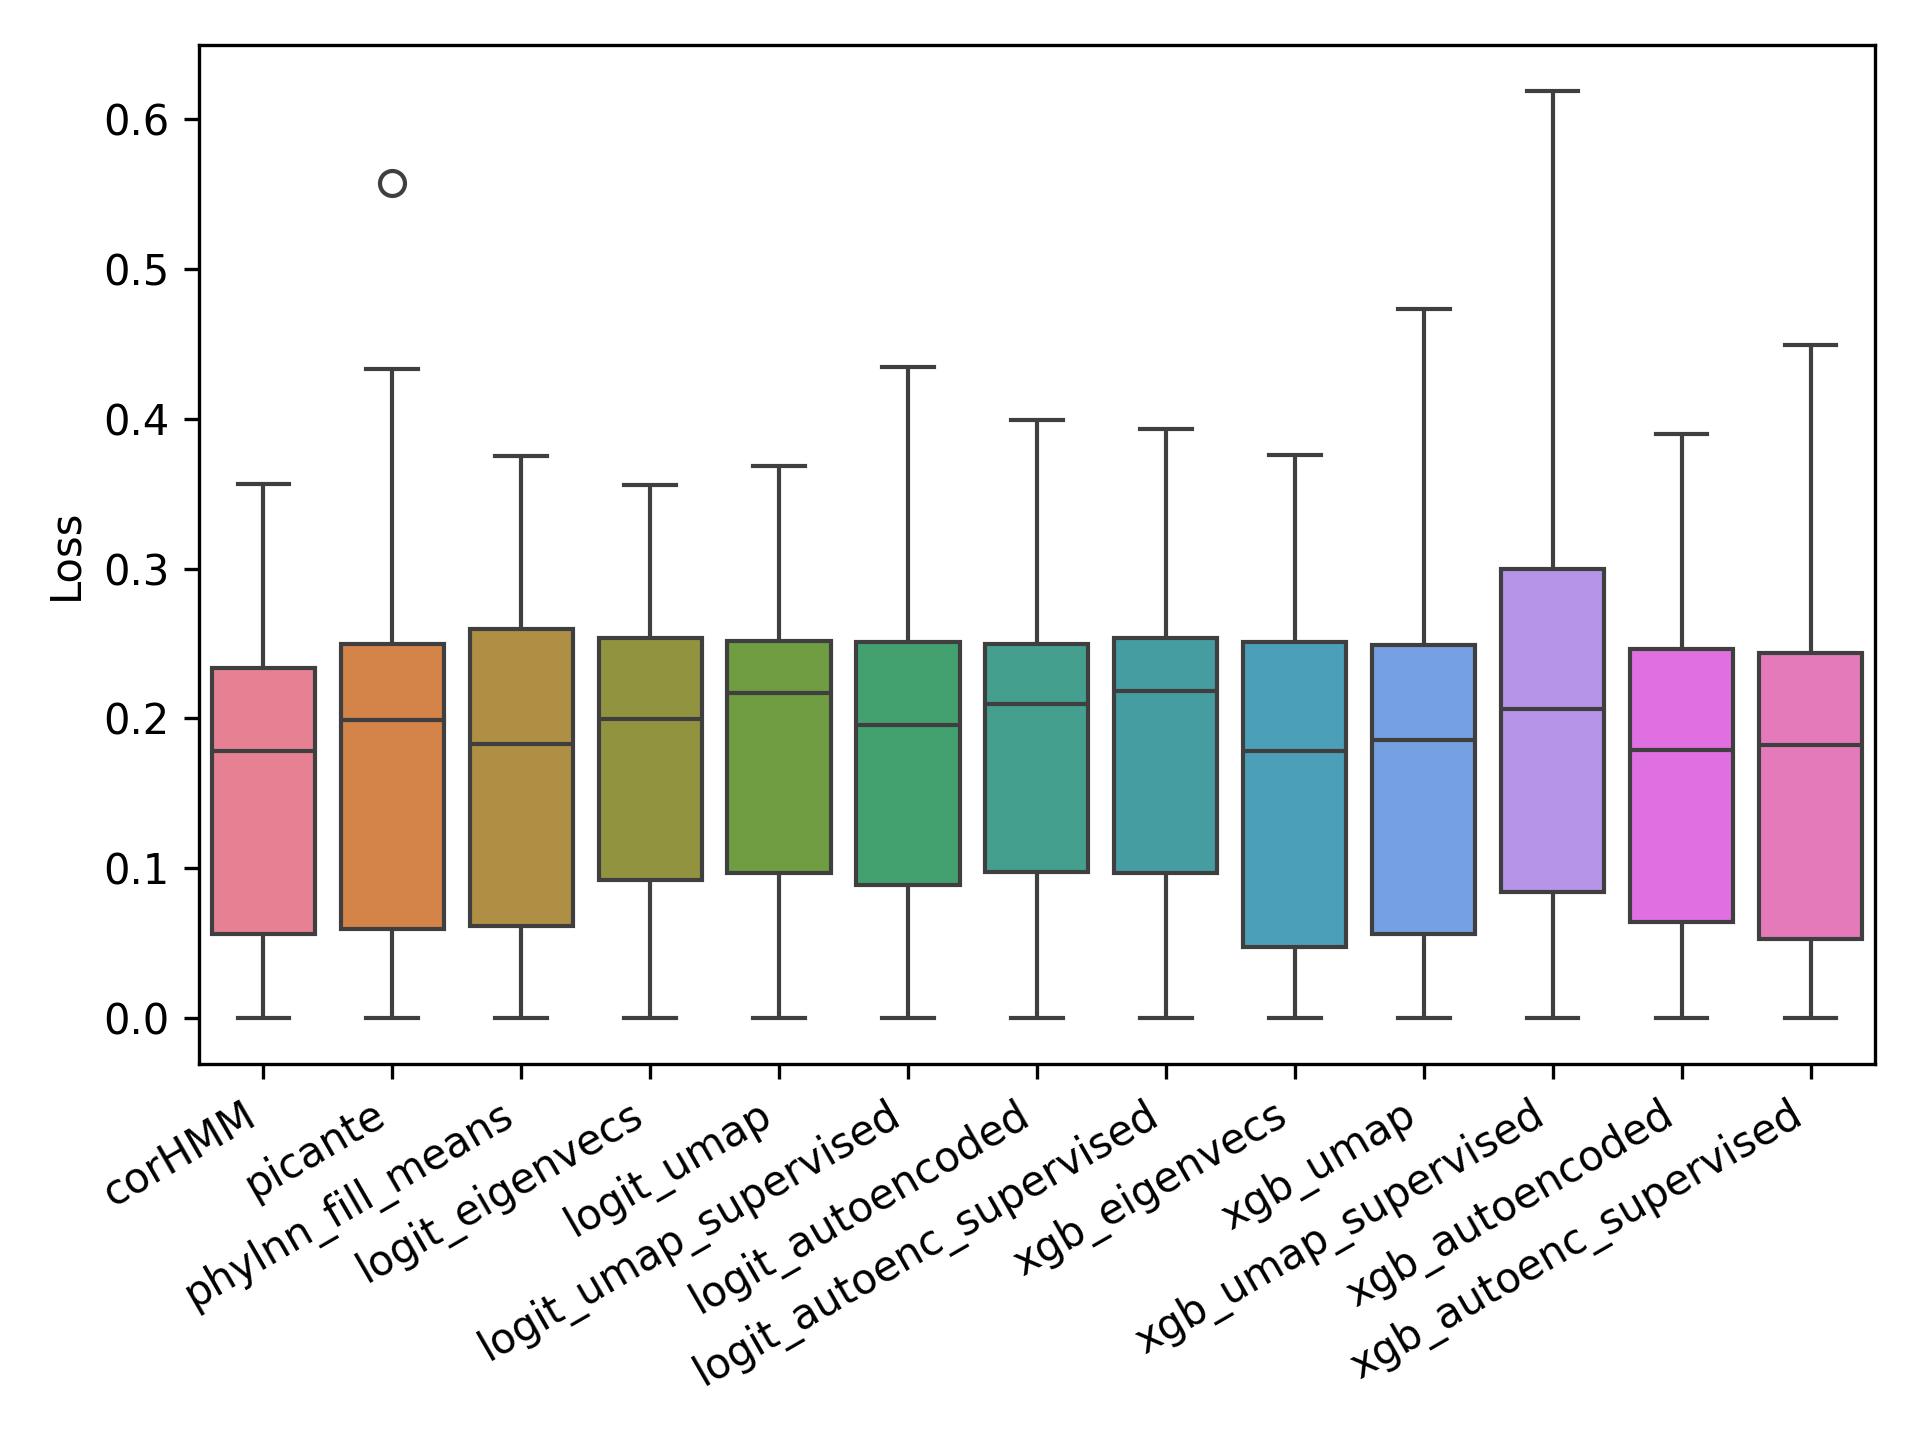 0.6
0.5
0.4
0.3
0.2
0.1
0.0
Loss
corHMM
picante
phylnn_fill_means
logit_eigenvecs
logit_umap
logit_umap_supervised
logit_autoencoded
logit_autoenc_supervised
xgb_eigenvecs
xgb_umap
xgb_umap_supervised
xgb_autoencoded
xgb_autoenc_supervised